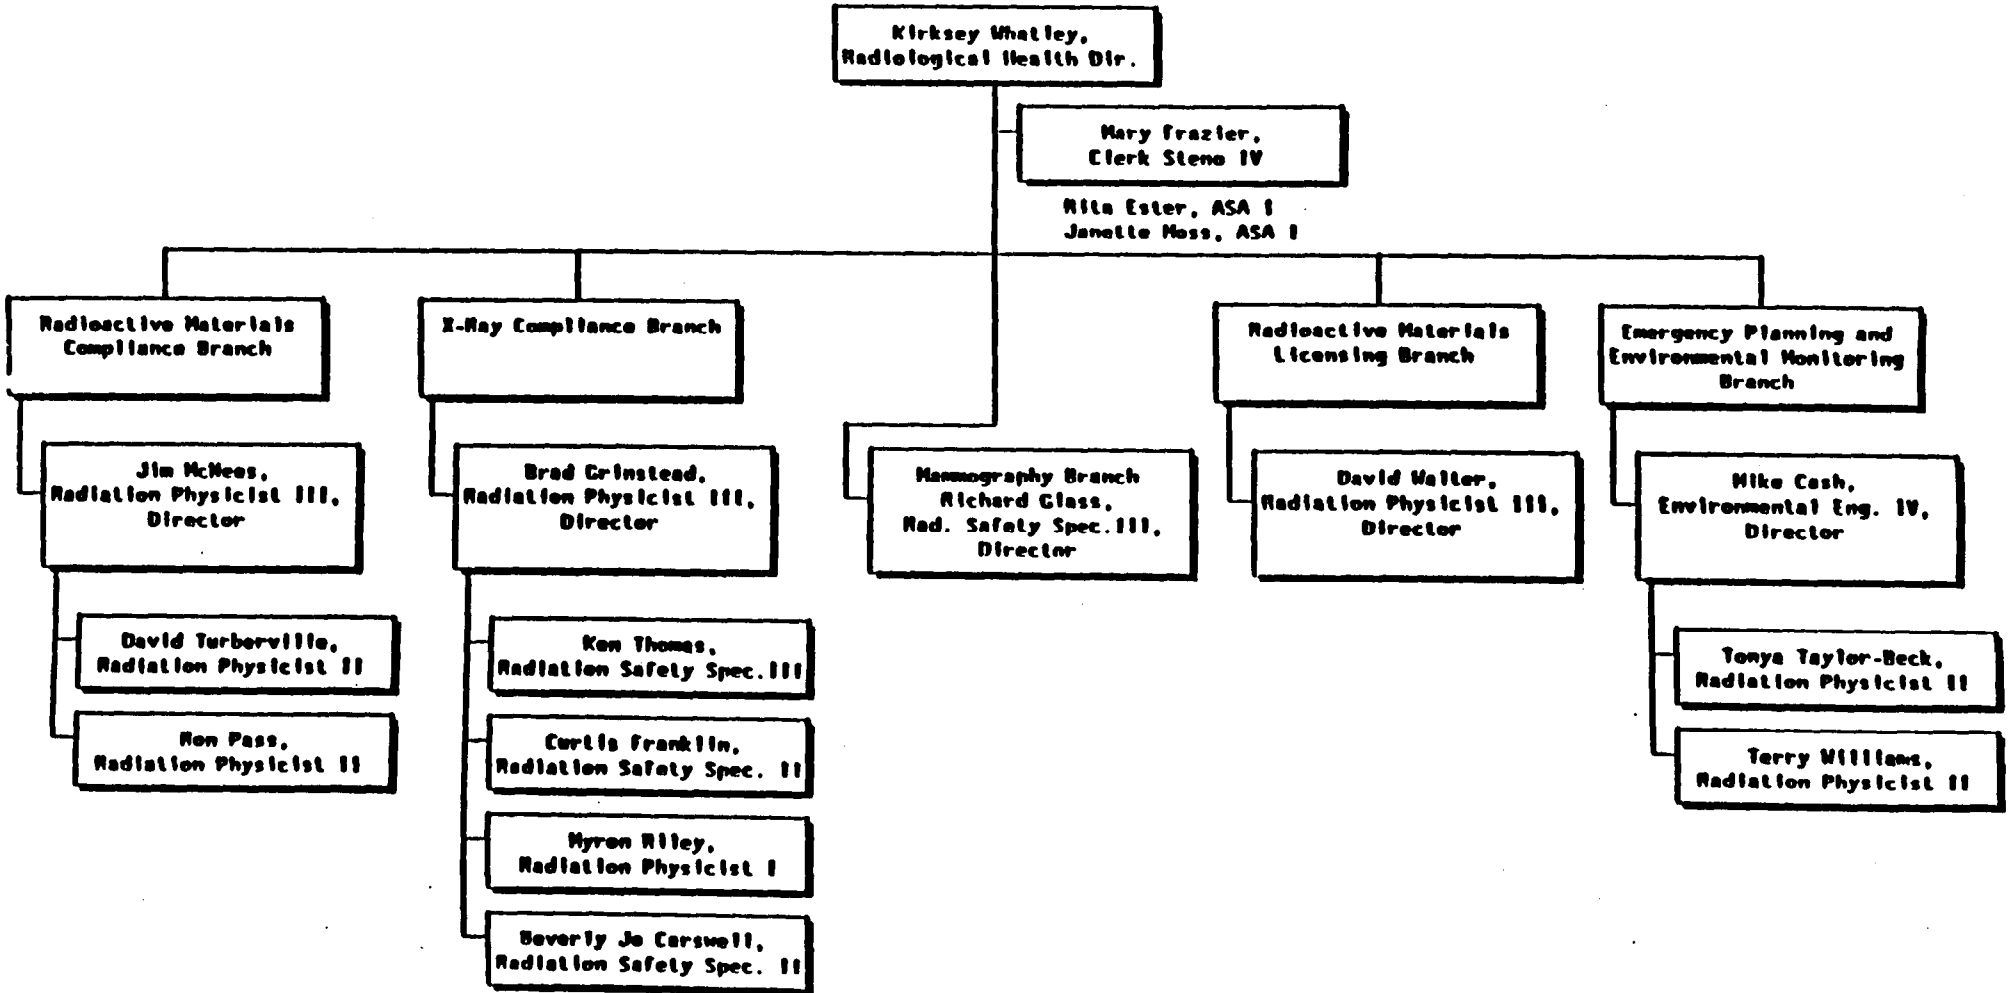 Kirksey Whatley,
Radiological Health Dir.
Mary Frazier,
Clerk Steno IV
Rita Ester, ASA I
Janette Moss, ASA I
Radioactive Materials
Compliance Branch
X-Ray Compliance Branch
Radioactive Materials
Licensing Branch
Emergency Planning and
Environmental Monitoring
Branch
Jim McNees,
Radiation Physicist III,
Director
Brad Grinstead,
Radiation Physicist III,
Director
Mammography Branch
Richard Glass,
Rad. Safety Spec.III,
Director
David Walter,
Radiation Physicist III,
Director
Mike Cash,
Environmental Eng. IV,
Director
David Turberville,
Radiation Physicist II
Ron Pass,
Radiation Physicist II
Ken Thomas,
Radiation Safety Spec.III
Curtis Franklin,
Radiation Safety Spec. II
Myron Riley,
Radiation Physicist I
Beverly Jo Carswell,
Radiation Safety Spec. II
Tonya Taylor-Beck,
Radiation Physicist II
Terry Williams,
Radiation Physicist II